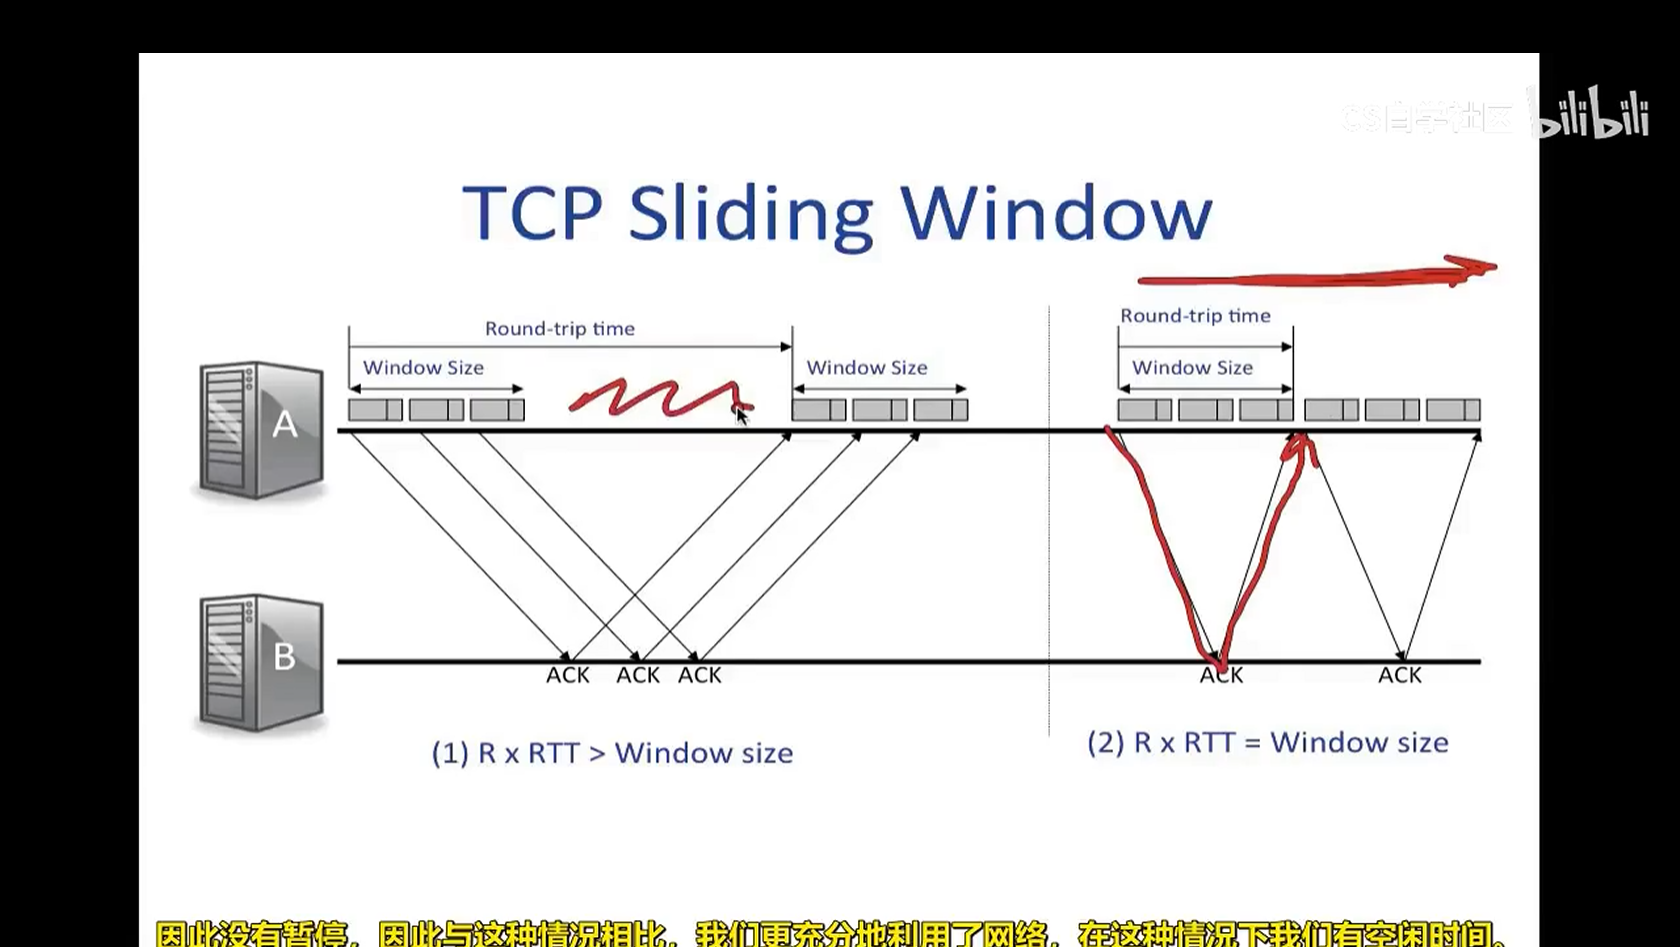 CS自学社区 bilibili
TCP Sliding Window
Round-trip time
Round-trip time
Window Size
Window Size
Window Size
A
B
ACK ACK ACK
ACK
ACK
(1) R x RTT > Window size
(2) R x RTT = Window size
因此没有暂停，因此与这种情况相比，我们更充分地利用了网络，在这种情况下我们有空闲时间。